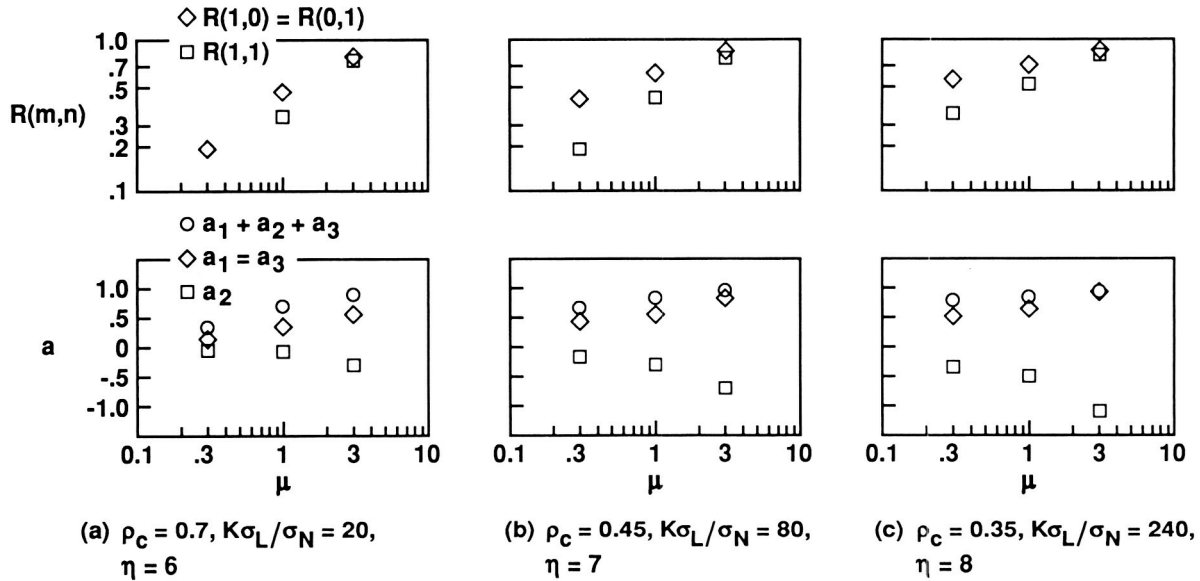 R(1,0) = R(0,1)
R(1,1)
1.0
.7
.5
.3
.2
.1
R(m,n)
a1 + a2 + a3
a1 = a3
a2
1.0
.5
0
-.5
-1.0
a
0.1 .3 1 3 10
μ
0.1 .3 1 3 10
μ
0.1 .3 1 3 10
μ
(a) ρc = 0.7, KσL/σN = 20,
η = 6
(b) ρc = 0.45, KσL/σN = 80,
η = 7
(c) ρc = 0.35, KσL/σN = 240,
η = 8